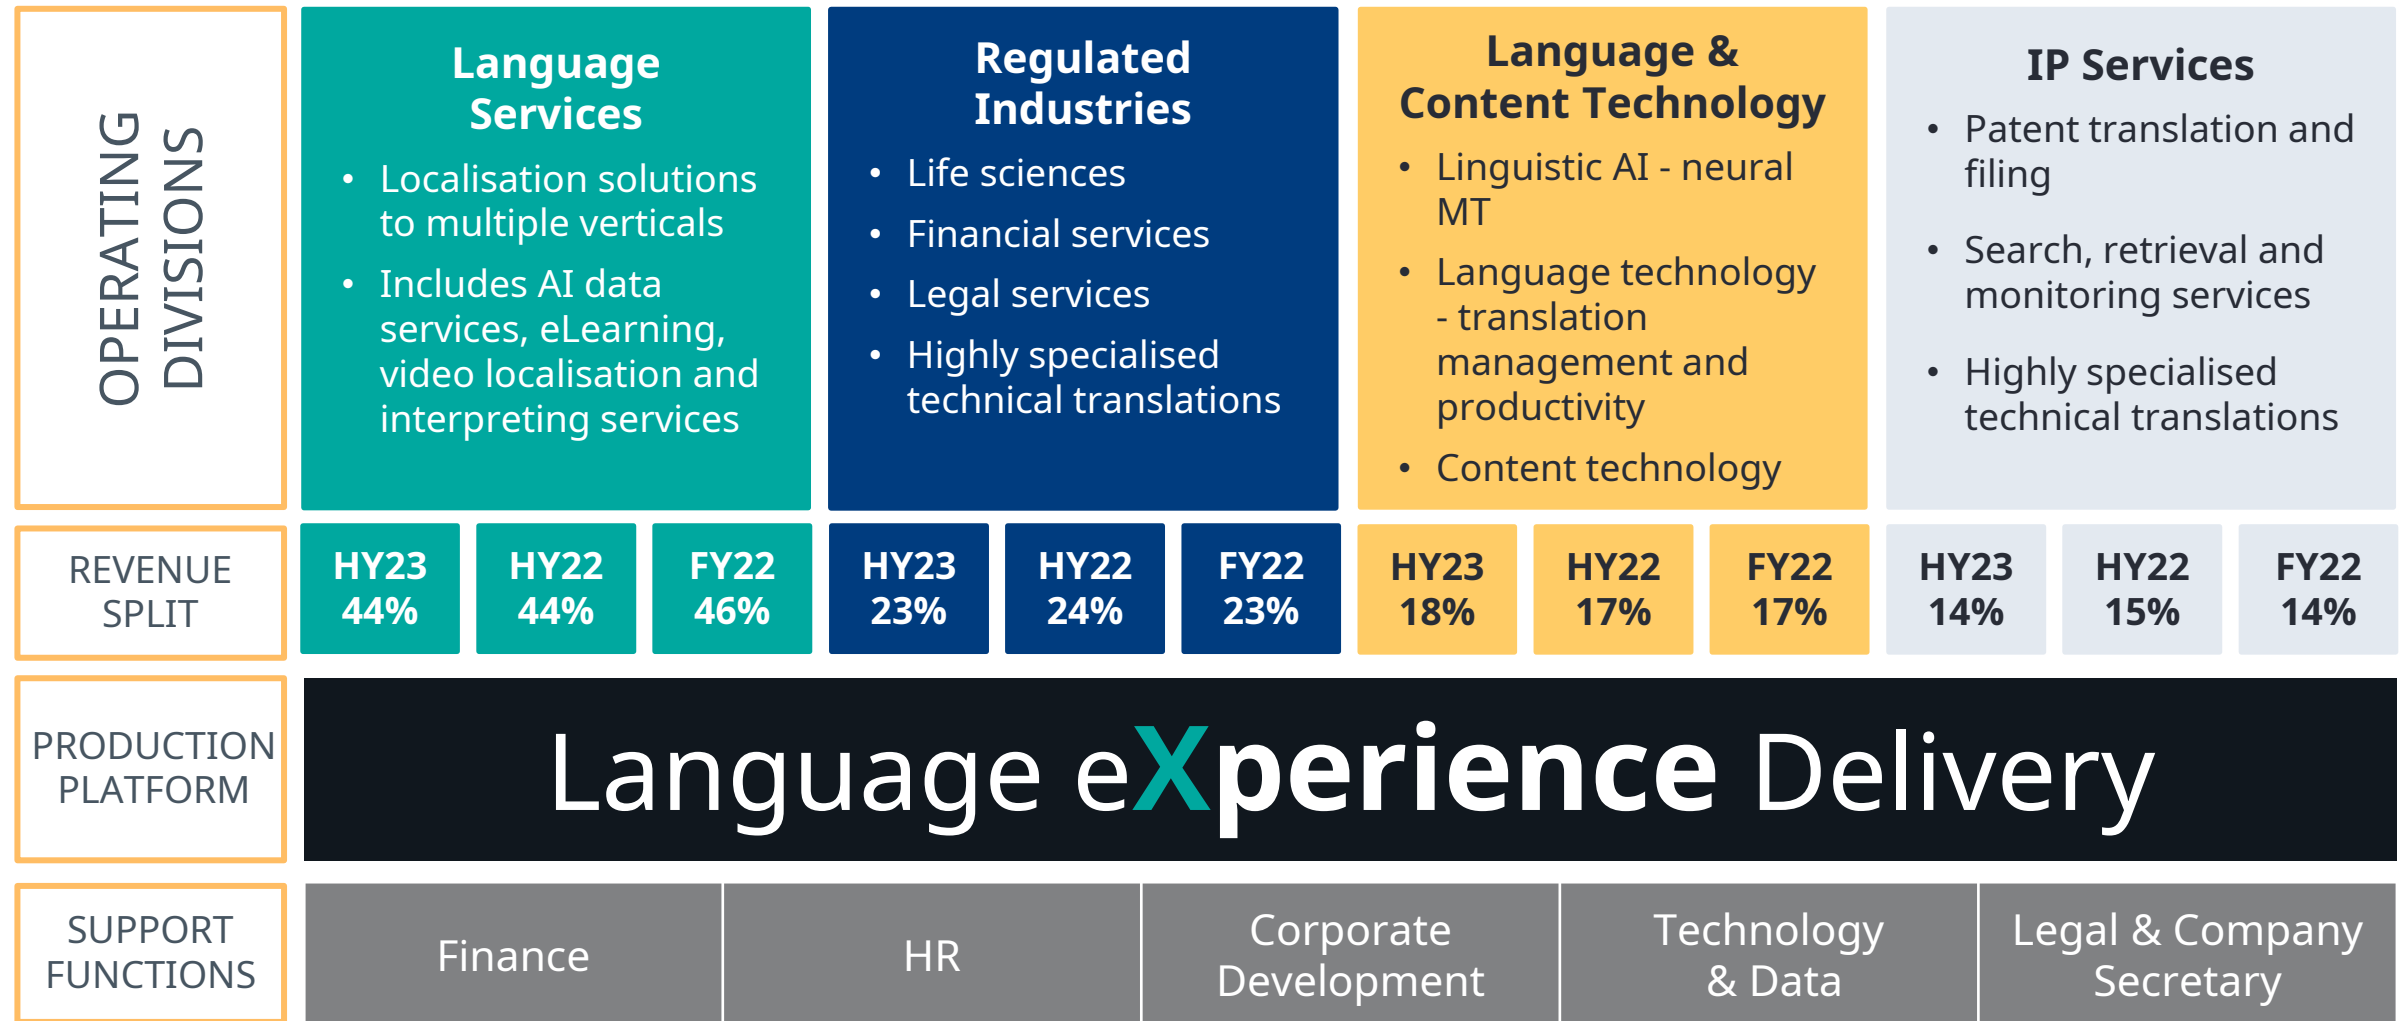 OPERATING
DIVISIONS
Language
Services
• Localisation solutions
to multiple verticals
• Includes AI data
services, eLearning,
video localisation and
interpreting services
Regulated
Industries
• Life sciences
• Financial services
• Legal services
• Highly specialised
technical translations
Language &
Content Technology
• Linguistic AI - neural
MT
• Language technology
- translation
management and
productivity
• Content technology
IP Services
• Patent translation and
filing
• Search, retrieval and
monitoring services
• Highly specialised
technical translations
REVENUE
SPLIT
HY23
44%
HY22
44%
FY22
46%
HY23
23%
HY22
24%
FY22
23%
HY23
18%
HY22
17%
FY22
17%
HY23
14%
HY22
15%
FY22
14%
PRODUCTION
PLATFORM
Language eXperience Delivery
SUPPORT
FUNCTIONS
Finance
HR
Corporate
Development
Technology
& Data
Legal & Company
Secretary